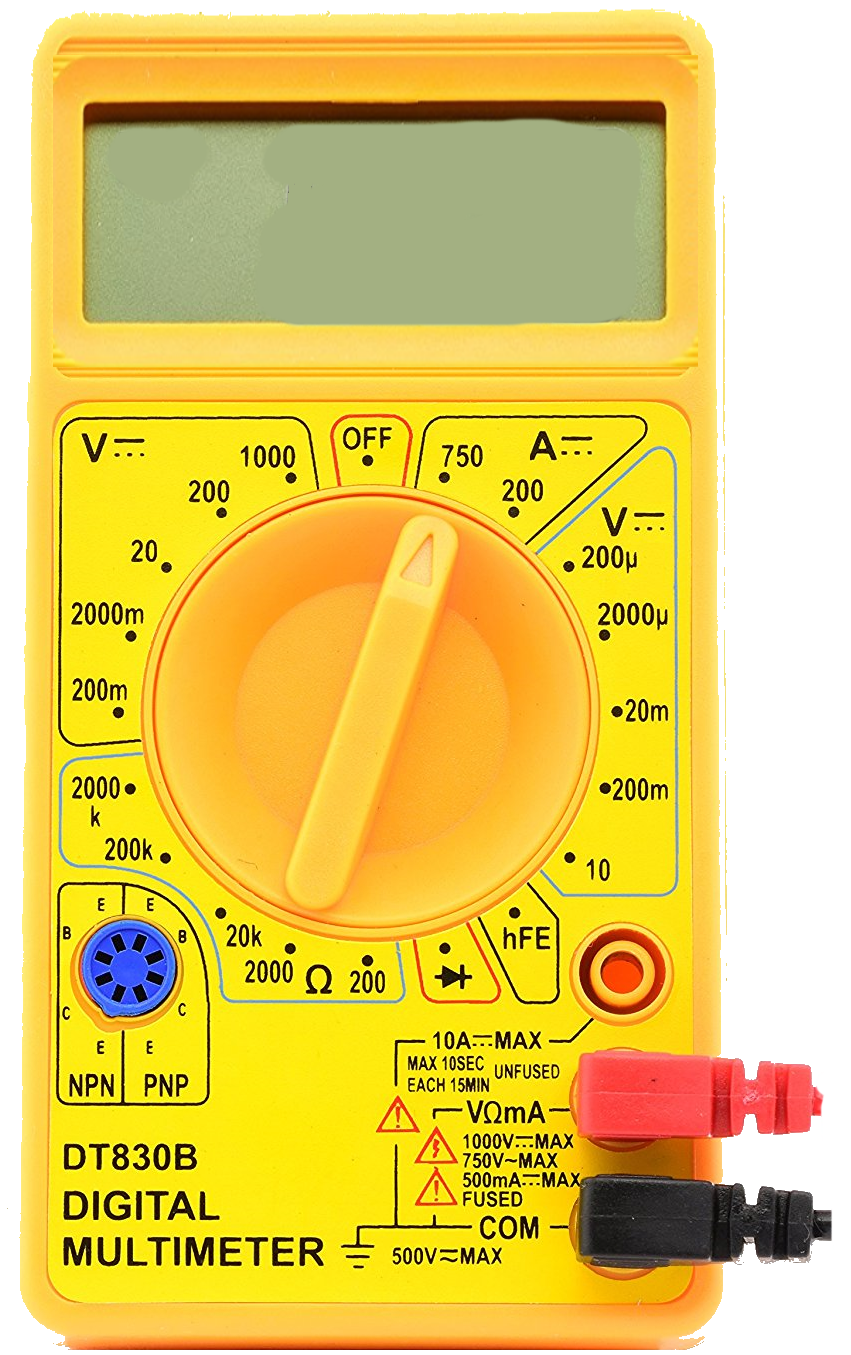 OFF
V
1000
200
20
2000m
200m
750
A
200
V
200µ
2000µ
20m
200m
10
2000
k
200k
20k
2000
Ω
200
hFE
E E
B B
C C
E E
NPN PNP
10A⎓MAX
MAX 10SEC
EACH 15MIN
UNFUSED
VΩmA
1000V⎓MAX
750V~MAX
500mA⎓MAX
FUSED
COM
500V≂MAX
DT830B
DIGITAL
MULTIMETER